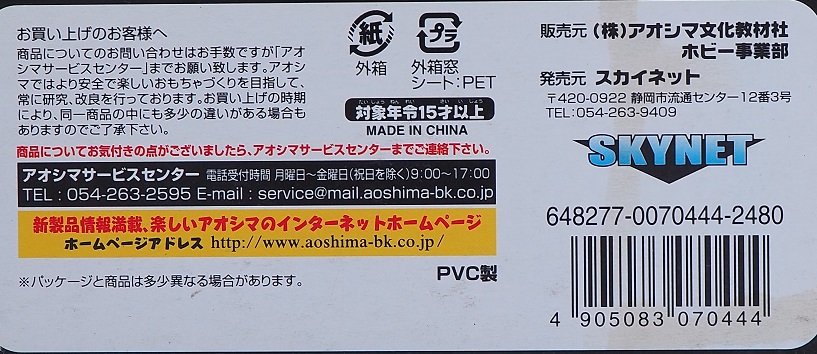 お買い上げのお客様へ
商品についてのお問い合わせはお手数ですが「アオ
シマサービスセンター」までお願い致します。アオシ
マではより安全で楽しいおもちゃづくりを目指して、
常に研究、改良を行っております。お買い上げの時期
により、同一商品の中にも多少の違いがある場合も
ありますのでご了承下さい。
紙
外箱
プラ
外箱窓
シート:PET
たいしょうねんれい さいいじょう
対象年令15才以上
MADE IN CHINA
商品についてお気付きの点がございましたら、アオシマサービスセンターまでご連絡下さい。
アオシマサービスセンター 電話受付時間 月曜日〜金曜日(祝日を除く)9:00〜17:00
TEL : 054-263-2595 E-mail : service@mail.aoshima-bk.co.jp
新製品情報満載、楽しいアオシマのインターネットホームページ
ホームページアドレス http://www.aoshima-bk.co.jp/
※パッケージと商品は多少異なる場合があります。
PVC製
販売元 (株)アオシマ文化教材社
ホビー事業部
発売元 スカイネット
〒420-0922 静岡市流通センター12番3号
TEL:054-263-9409
SKYNET
648277-0070444-2480
4 905083 070444